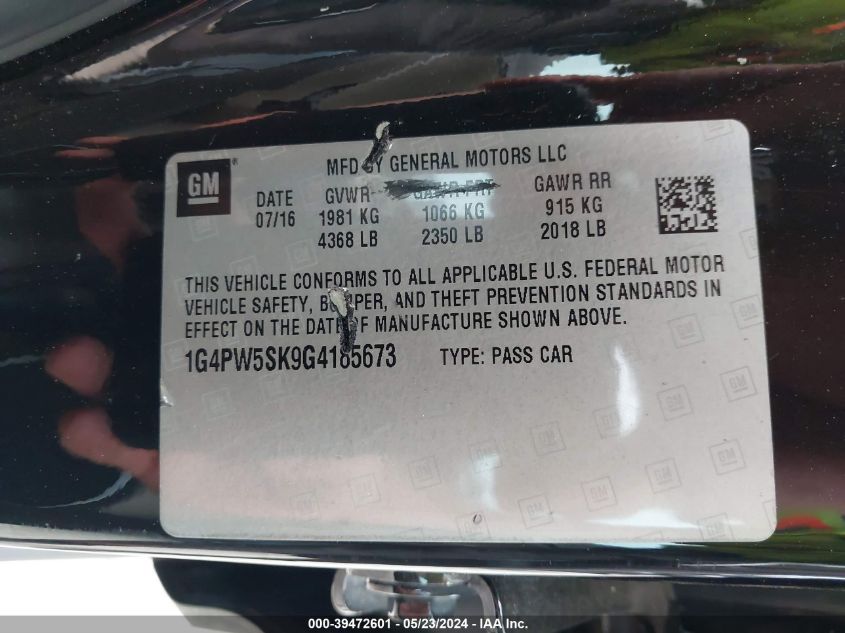 GM
MFD BY GENERAL MOTORS LLC
DATE GVWR GAWR FRT GAWR RR
07/16 1981 KG 1066 KG 915 KG
4368 LB 2350 LB 2018 LB
THIS VEHICLE CONFORMS TO ALL APPLICABLE U.S. FEDERAL MOTOR
VEHICLE SAFETY, BUMPER, AND THEFT PREVENTION STANDARDS IN
EFFECT ON THE DATE OF MANUFACTURE SHOWN ABOVE.
1G4PW5SK9G4185673 TYPE: PASS CAR
000-39472601 - 05/23/2024 - IAA Inc.